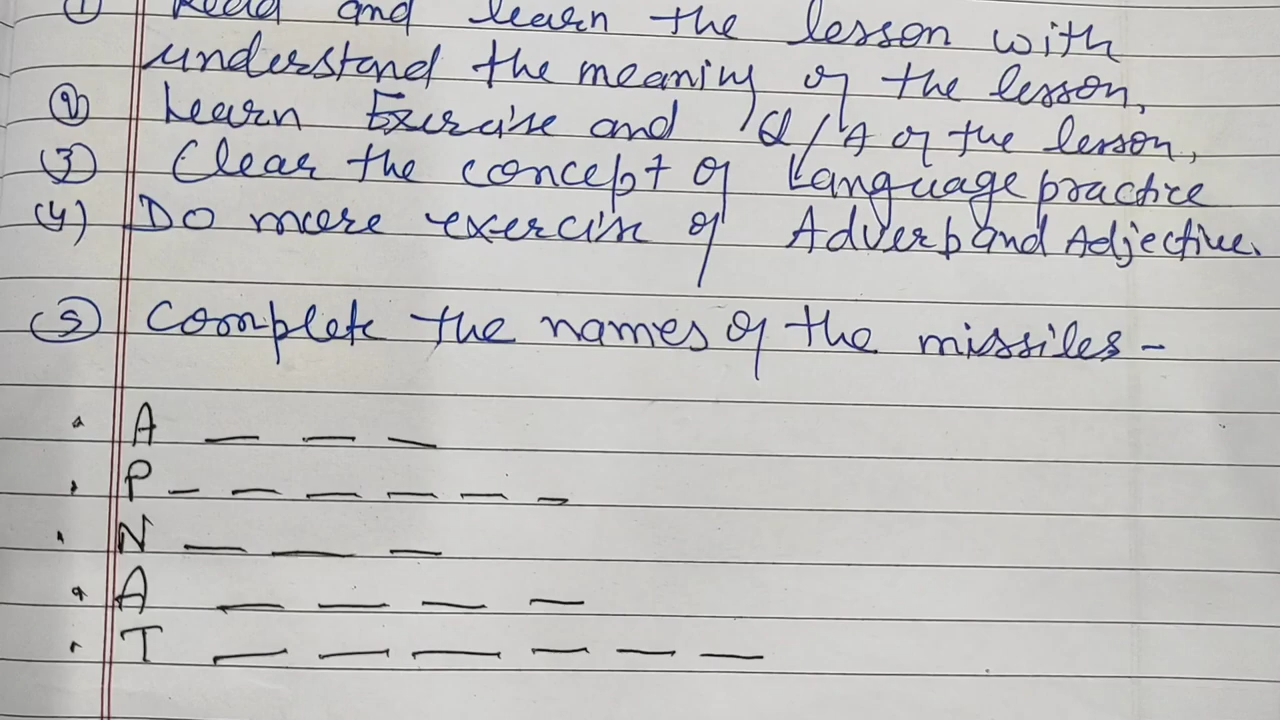 ① Read and learn the lesson with
understand the meaning of the lesson,
② Learn Exercise and Q/A of the lesson,
③ Clear the concept of Language practice
(4) Do more exercise of Adverb and Adjective.
⑤ Complete the names of the missiles -
• A _ _ _
• P _ _ _ _ _ _
• N _ _ _
• A _ _ _ _
• T _ _ _ _ _ _